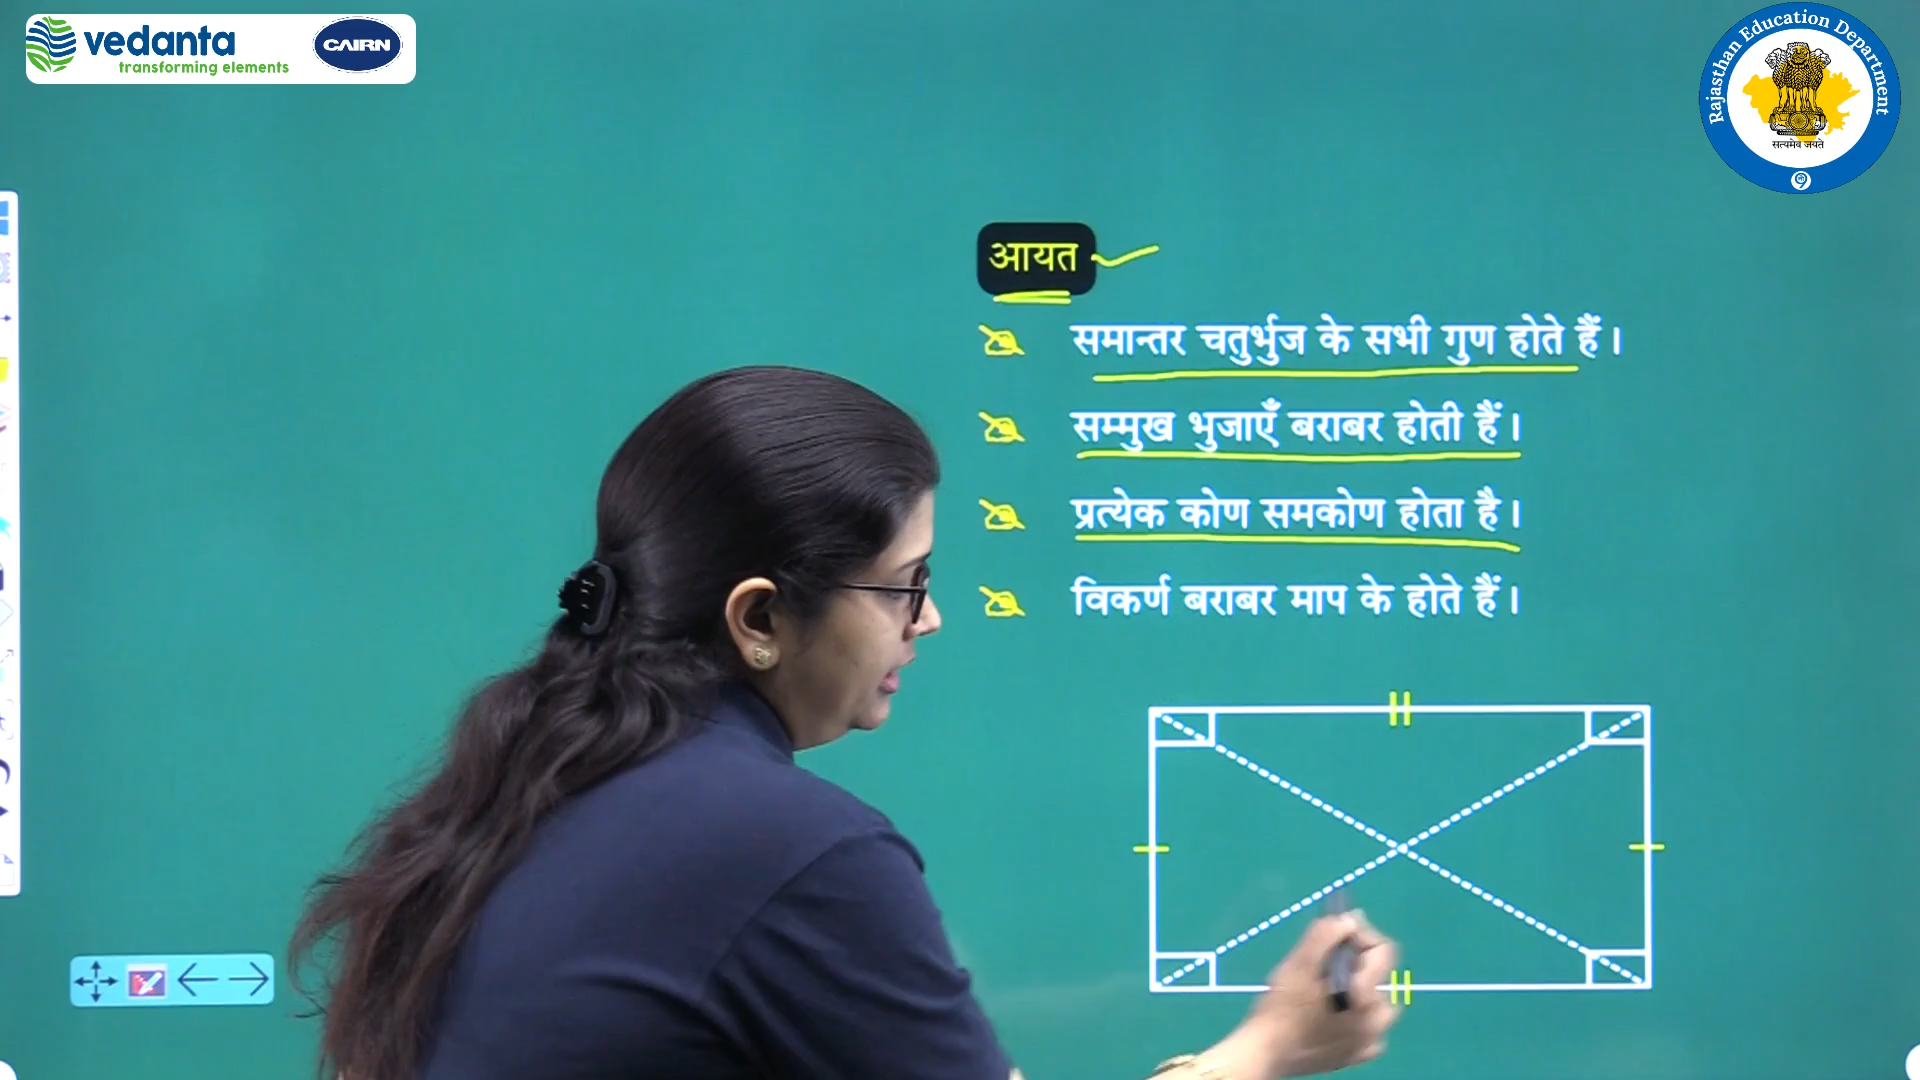 vedanta
transforming elements
CAIRN
Rajasthan Education Department
सत्यमेव जयते
आयत
समान्तर चतुर्भुज के सभी गुण होते हैं।
सम्मुख भुजाएँ बराबर होती हैं।
प्रत्येक कोण समकोण होता है।
विकर्ण बराबर माप के होते हैं।